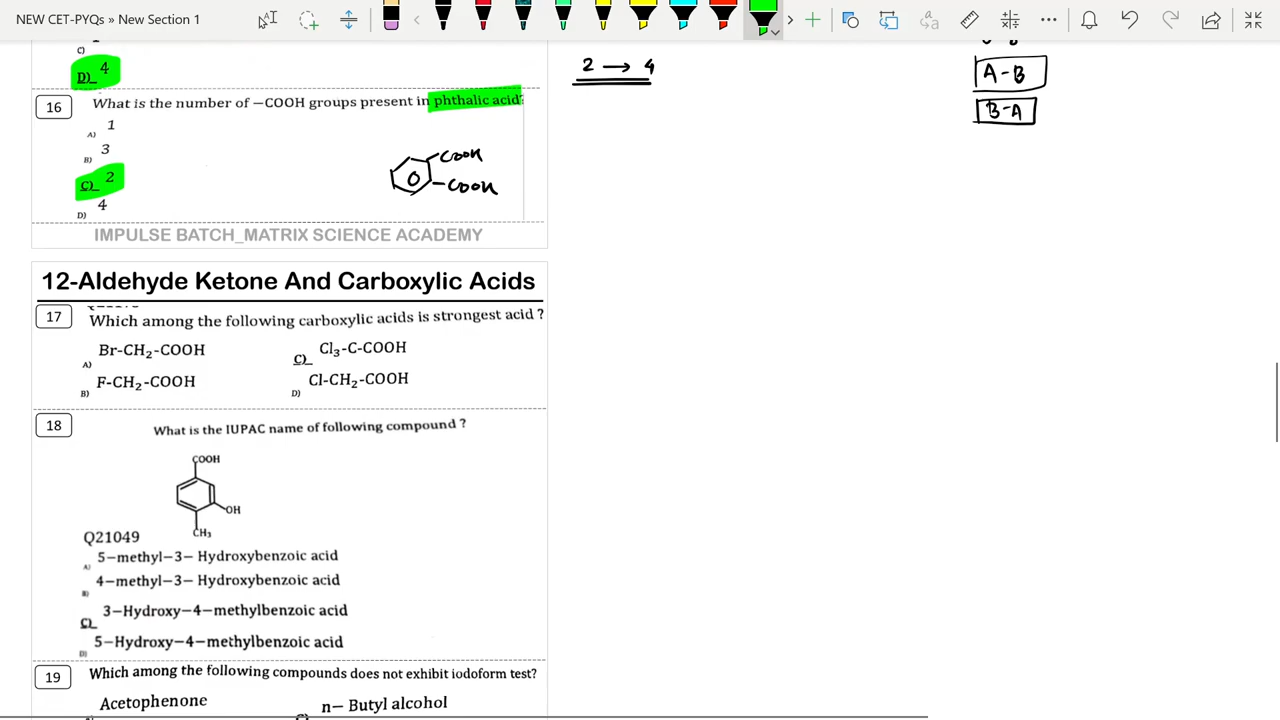 NEW CET-PYQs » New Section 1
C)
D) 4
2 → 4
A-B
B-A
16 What is the number of −COOH groups present in phthalic acid?
A) 1
B) 3
C) 2
D) 4
COOH
COOH
IMPULSE BATCH_MATRIX SCIENCE ACADEMY
12-Aldehyde Ketone And Carboxylic Acids
17 Which among the following carboxylic acids is strongest acid ?
A) Br-CH₂-COOH C) Cl₃-C-COOH
B) F-CH₂-COOH D) Cl-CH₂-COOH
18 What is the IUPAC name of following compound ?
COOH
OH
CH₃
Q21049
A) 5−methyl−3− Hydroxybenzoic acid
B) 4−methyl−3− Hydroxybenzoic acid
C) 3−Hydroxy−4−methylbenzoic acid
D) 5−Hydroxy−4−methylbenzoic acid
19 Which among the following compounds does not exhibit iodoform test?
Acetophenone C) n− Butyl alcohol